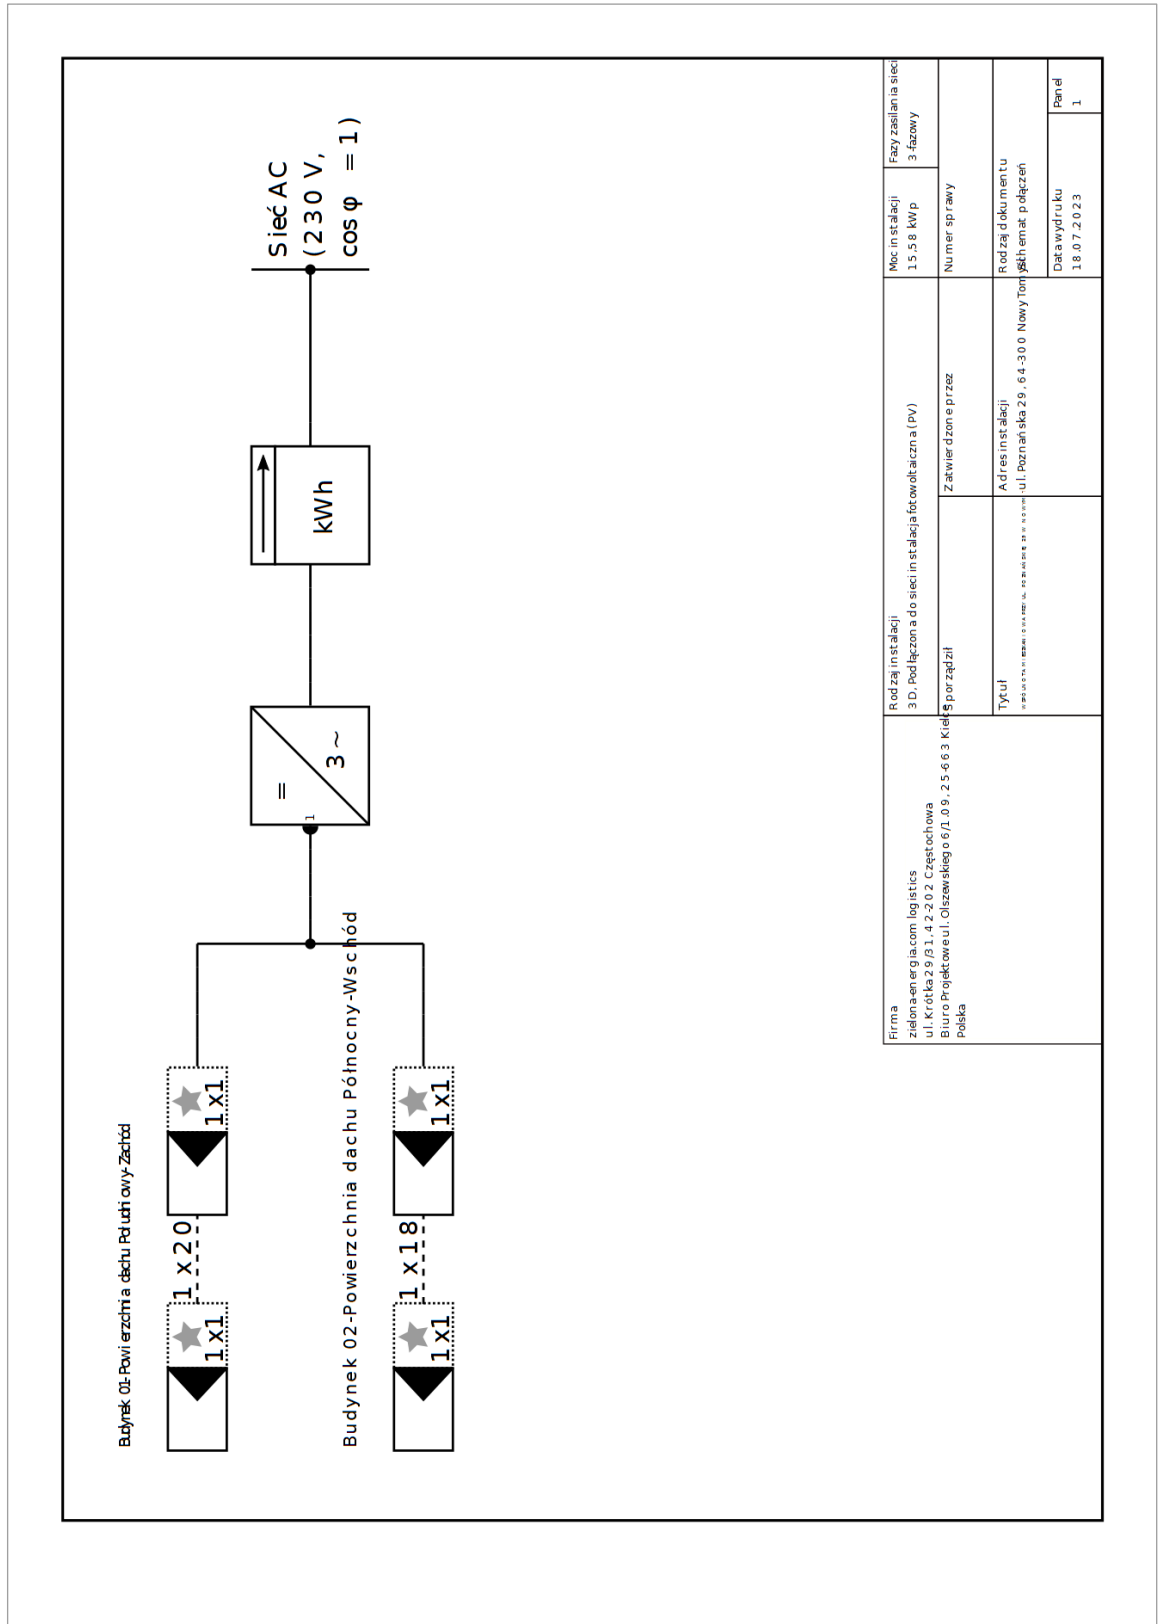 Sieć AC
(230 V,
cos φ = 1)
kWh
=
3 ~
1
Budynek 01-Powierzchnia dachu Południowy-Zachód
1x1
1 x 20
1x1
Budynek 02-Powierzchnia dachu Północny-Wschód
1x1
1 x 18
1x1
Firma
zielona-energia.com logistics
ul. Krótka 29/31, 42-202 Częstochowa
Biuro Projektowe ul. Olszewskiego 6/1.09, 25-663 Kielce
Polska
Rodzaj instalacji
3D, Podłączona do sieci instalacja fotowoltaiczna (PV)
Moc instalacji
15,58 kWp
Fazy zasilania sieci
3-fazowy
Sporządził
Zatwierdzone przez
Numer sprawy
Tytuł
Adres instalacji
ul. Poznańska 29, 64-300 Nowy Tomyśl
Rodzaj dokumentu
Schemat połączeń
Data wydruku
18.07.2023
Panel
1